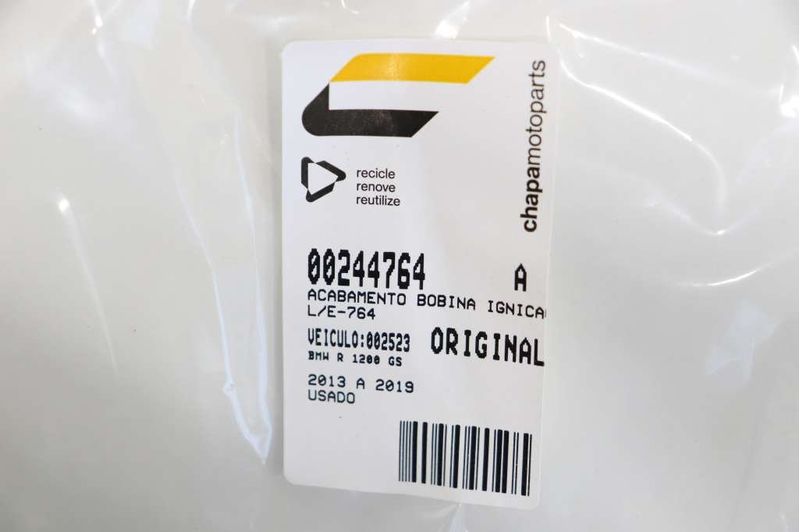 chapamotoparts
recicle
renove
reutilize
00244764 A
ACABAMENTO BOBINA IGNICA
L/E-764
VEICULO:002523 ORIGINAL
BMW R 1200 GS
2013 A 2019
USADO